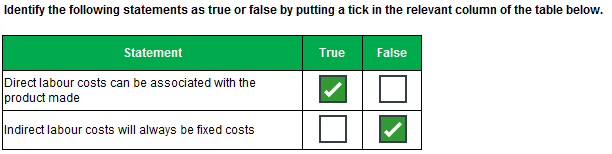 Identify the following statements as true or false by putting a tick in the relevant column of the table below.
Statement True False
Direct labour costs can be associated with the
product made
Indirect labour costs will always be fixed costs